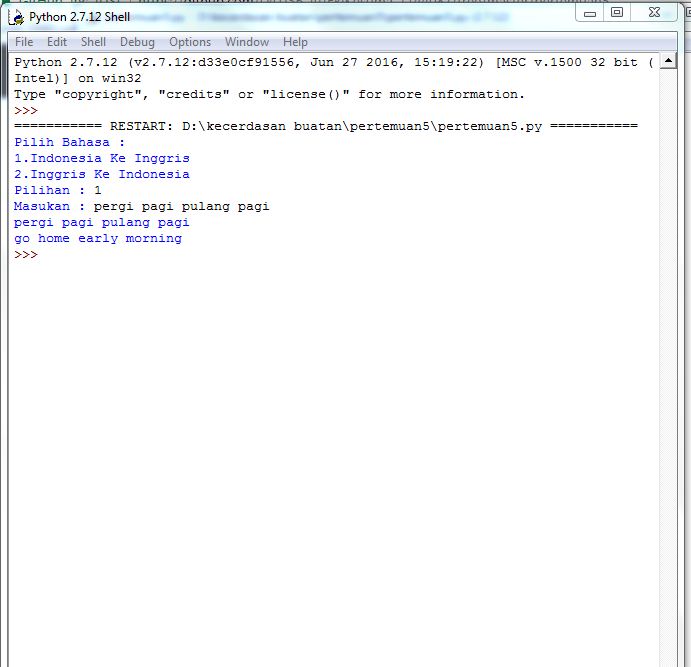 Python 2.7.12 Shell
File Edit Shell Debug Options Window Help
Python 2.7.12 (v2.7.12:d33e0cf91556, Jun 27 2016, 15:19:22) [MSC v.1500 32 bit (
Intel)] on win32
Type "copyright", "credits" or "license()" for more information.
>>>
=========== RESTART: D:\kecerdasan buatan\pertemuan5\pertemuan5.py ===========
Pilih Bahasa :
1.Indonesia Ke Inggris
2.Inggris Ke Indonesia
Pilihan : 1
Masukan : pergi pagi pulang pagi
pergi pagi pulang pagi
go home early morning
>>>